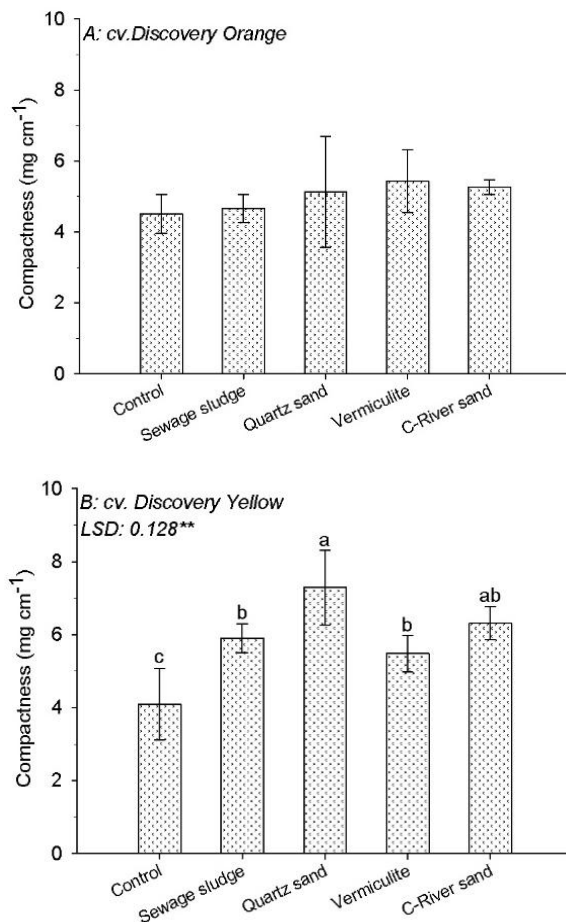 A: cv.Discovery Orange
Compactness (mg cm⁻¹)
10
8
6
4
2
0
Control
Sewage sludge
Quartz sand
Vermiculite
C-River sand
B: cv. Discovery Yellow
LSD: 0.128**
Compactness (mg cm⁻¹)
10
8
6
4
2
0
c
b
a
b
ab
Control
Sewage sludge
Quartz sand
Vermiculite
C-River sand